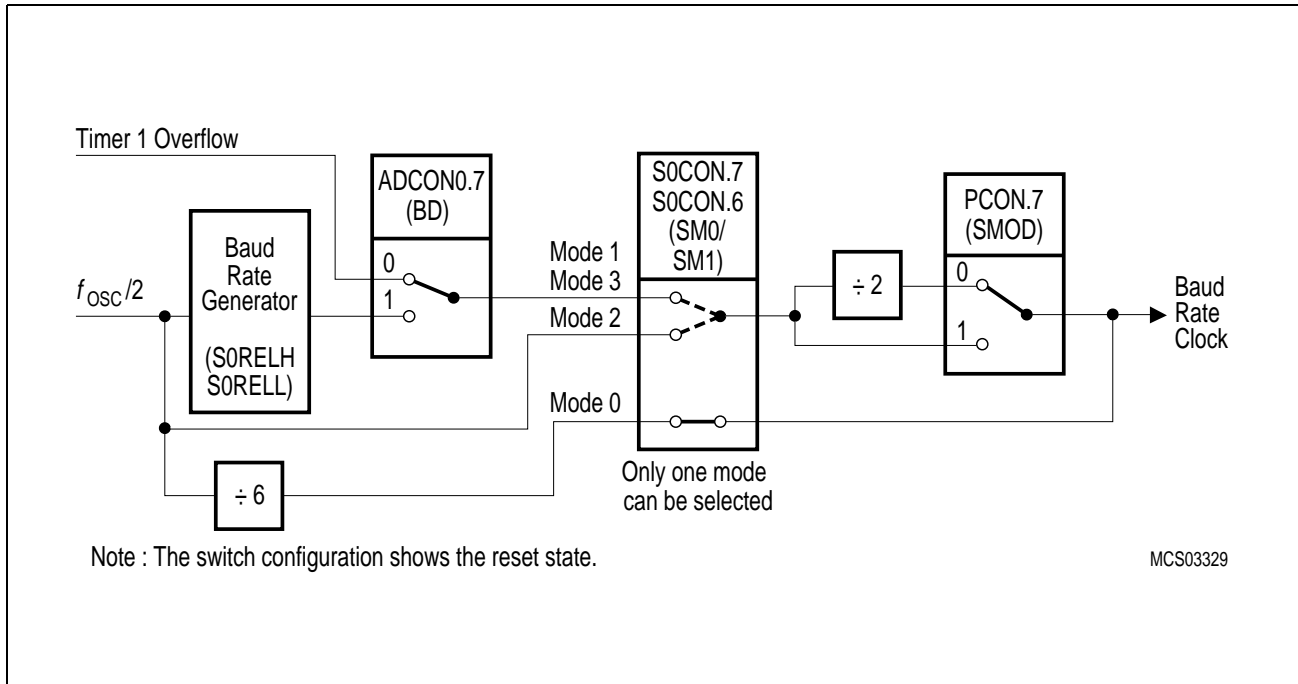 Timer 1 Overflow
ADCON0.7
(BD)
0
1
Baud
Rate
Generator
(S0RELH
S0RELL)
f OSC/2
÷ 6
Mode 1
Mode 3
Mode 2
Mode 0
S0CON.7
S0CON.6
(SM0/
SM1)
Only one mode
can be selected
÷ 2
PCON.7
(SMOD)
0
1
Baud
Rate
Clock
Note : The switch configuration shows the reset state.
MCS03329